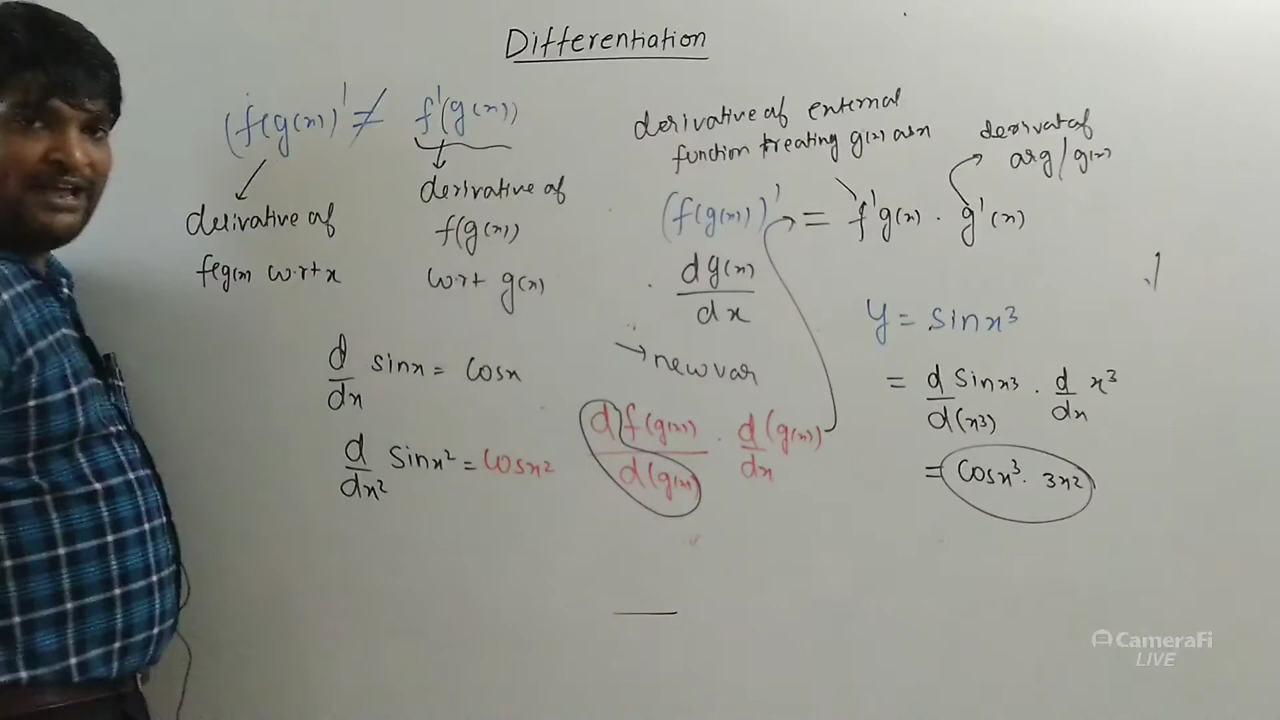 Differentiation
(f(g(x))' ≠ f'(g(x))
derivative of
f(g(x) w.r.t x
derivative of
f(g(x))
w.r.t g(x)
derivative of external
function treating g(x) as x
derivat of
arg/g(x)
(f(g(x))' = f'g(x) . g'(x)
. dg(x)
dx
→ new var
d f(g(x)) . d (g(x))
d(g(x) dx
d sinx = cosx
dx
d sinx² = cosx²
dx²
y = sinx³
= d sinx³ . d x³
d(x³) dx
= cosx³ . 3x²
CameraFi
LIVE